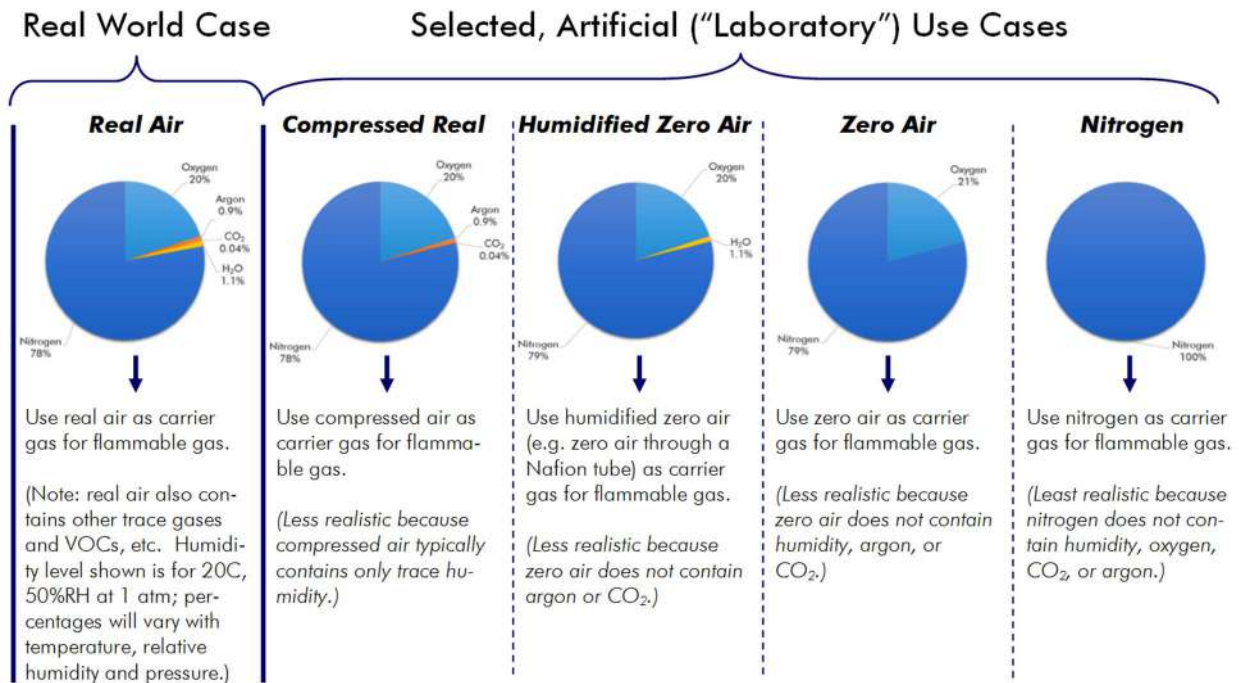 Real World Case
Selected, Artificial (“Laboratory”) Use Cases
Real Air
Oxygen
20%
Argon
0.9%
CO₂
0.04%
H₂O
1.1%
Nitrogen
78%
Use real air as carrier
gas for flammable gas.
(Note: real air also con-
tains other trace gases
and VOCs, etc. Humidi-
ty level shown is for 20C,
50%RH at 1 atm; per-
centages will vary with
temperature, relative
humidity and pressure.)
Compressed Real
Oxygen
20%
Argon
0.9%
CO₂
0.04%
Nitrogen
78%
Use compressed air as
carrier gas for flamma-
ble gas.
(Less realistic because
compressed air typically
contains only trace hu-
midity.)
Humidified Zero Air
Oxygen
20%
H₂O
1.1%
Nitrogen
79%
Use humidified zero air
(e.g. zero air through a
Nafion tube) as carrier
gas for flammable gas.
(Less realistic because
zero air does not contain
argon or CO₂.)
Zero Air
Oxygen
21%
Nitrogen
79%
Use zero air as carrier
gas for flammable gas.
(Less realistic because
zero air does not contain
humidity, argon, or
CO₂.)
Nitrogen
Nitrogen
100%
Use nitrogen as carrier
gas for flammable gas.
(Least realistic because
nitrogen does not con-
tain humidity, oxygen,
CO₂, or argon.)